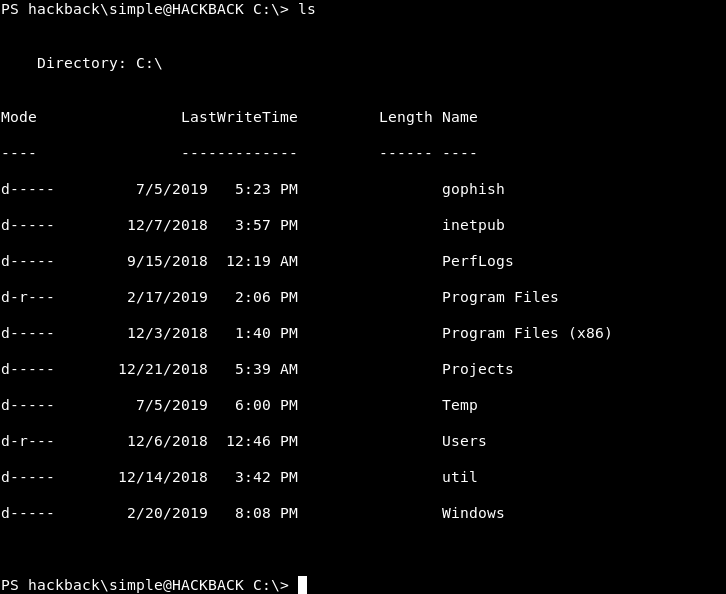 PS hackback\simple@HACKBACK C:\> ls
Directory: C:\
Mode                LastWriteTime         Length Name
----                -------------         ------ ----
d-----         7/5/2019   5:23 PM                gophish
d-----        12/7/2018   3:57 PM                inetpub
d-----        9/15/2018  12:19 AM                PerfLogs
d-r---        2/17/2019   2:06 PM                Program Files
d-----        12/3/2018   1:40 PM                Program Files (x86)
d-----       12/21/2018   5:39 AM                Projects
d-----         7/5/2019   6:00 PM                Temp
d-r---        12/6/2018  12:46 PM                Users
d-----       12/14/2018   3:42 PM                util
d-----        2/20/2019   8:08 PM                Windows
PS hackback\simple@HACKBACK C:\>